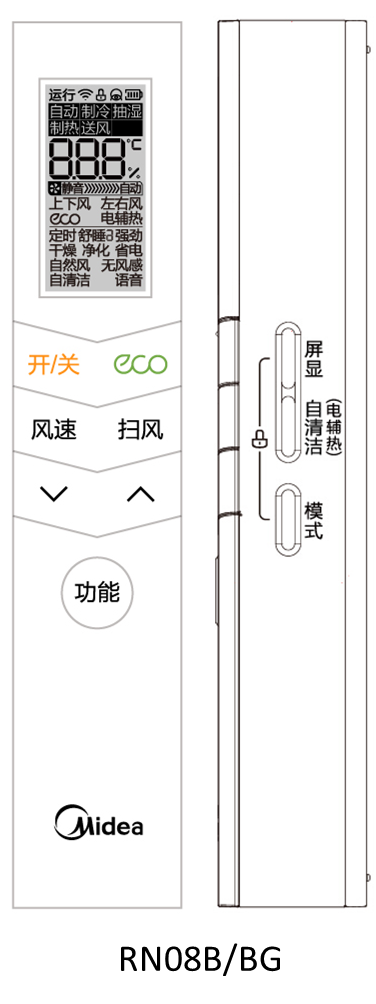 运行
自动 制冷 抽湿
制热 送风
888 °C %
静音 自动
上下风 左右风
eco 电辅热
定时 舒睡 强劲
干燥 净化 省电
自然风 无风感
自清洁 语音
开/关 eco
风速 扫风
功能
Midea
屏显
自清洁
(电辅热)
模式
RN08B/BG